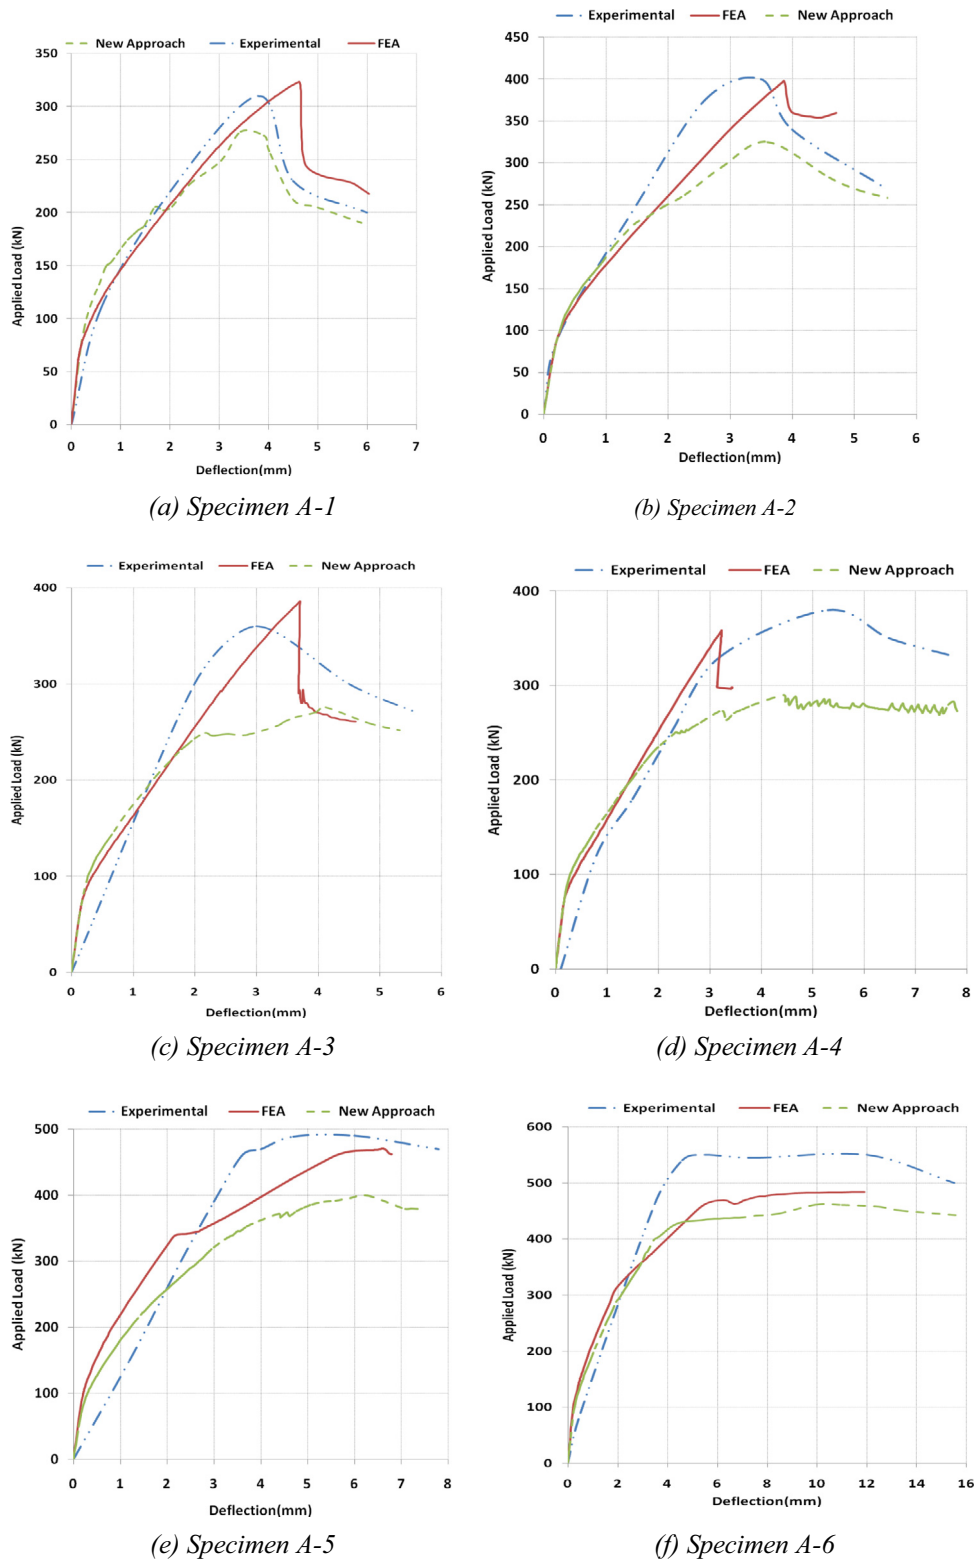 New Approach Experimental FEA
350
300
250
200
150
100
50
0
Applied Load (kN)
0 1 2 3 4 5 6 7
Deflection(mm)
(a) Specimen A-1
Experimental FEA New Approach
450
400
350
300
250
200
150
100
50
0
Applied Load (kN)
0 1 2 3 4 5 6
Deflection(mm)
(b) Specimen A-2
Experimental FEA New Approach
400
300
200
100
0
Applied Load (kN)
0 1 2 3 4 5 6
Deflection(mm)
(c) Specimen A-3
Experimental FEA New Approach
400
300
200
100
0
Applied Load (kN)
0 1 2 3 4 5 6 7 8
Deflection(mm)
(d) Specimen A-4
Experimental FEA New Approach
500
400
300
200
100
0
Applied Load (kN)
0 1 2 3 4 5 6 7 8
Deflection(mm)
(e) Specimen A-5
Experimental FEA New Approach
600
500
400
300
200
100
0
Applied Load (kN)
0 2 4 6 8 10 12 14 16
Deflection(mm)
(f) Specimen A-6